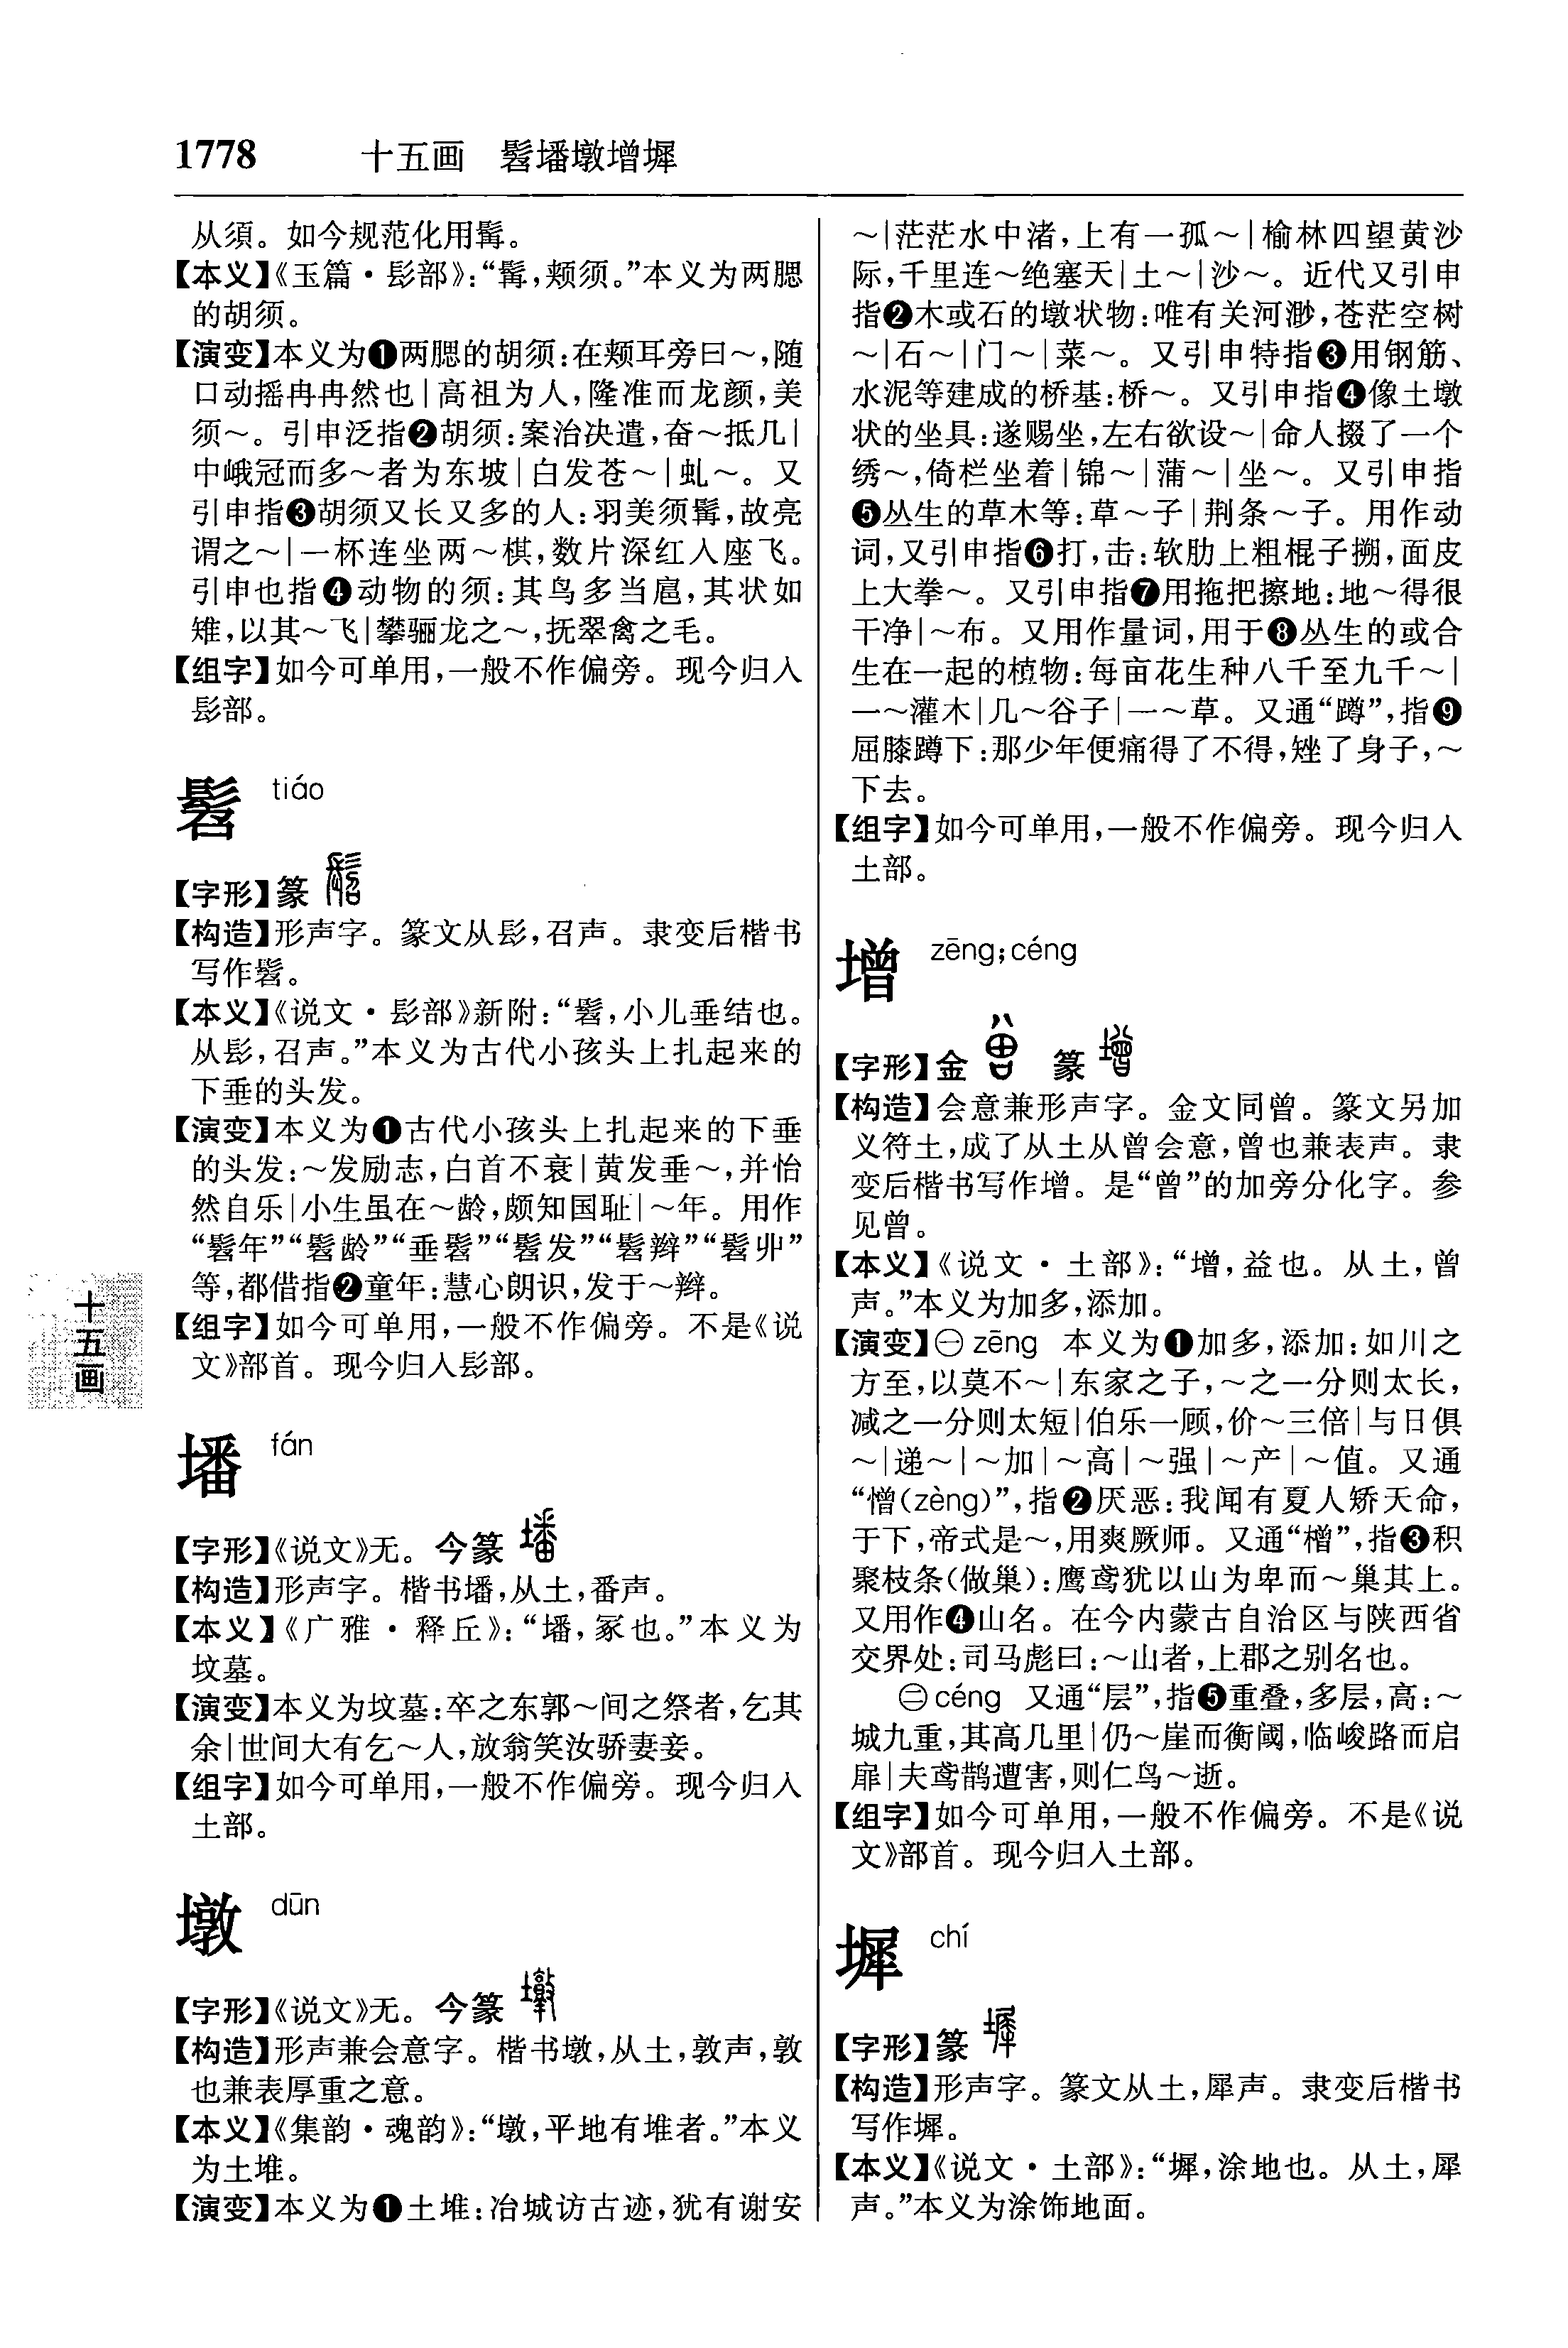 1778 十五画 髫墦墩增墀
从須。如今规范化用髯。
【本义】《玉篇·髟部》：“髯，颊须。”本义为两腮
的胡须。
【演变】本义为❶两腮的胡须：在颊耳旁曰～，随
口动摇冉冉然也｜高祖为人，隆准而龙颜，美
须～。引申泛指❷胡须：案治决遣，奋～抵几｜
中峨冠而多～者为东坡｜白发苍～｜虬～。又
引申指❸胡须又长又多的人：羽美须髯，故亮
谓之～｜一杯连坐两～棋，数片深红入座飞。
引申也指❹动物的须：其鸟多当扈，其状如
雉，以其～飞｜攀骊龙之～，抚翠禽之毛。
【组字】如今可单用，一般不作偏旁。现今归入
髟部。
髫 tiáo
【字形】篆
【构造】形声字。篆文从髟，召声。隶变后楷书
写作髫。
【本义】《说文·髟部》新附：“髫，小儿垂结也。
从髟，召声。”本义为古代小孩头上扎起来的
下垂的头发。
【演变】本义为❶古代小孩头上扎起来的下垂
的头发：～发励志，白首不衰｜黄发垂～，并怡
然自乐｜小生虽在～龄，颇知国耻｜～年。用作
“髫年”“髫龄”“垂髫”“髫发”“髫辫”“髫丱”
等，都借指❷童年：慧心朗识，发于～辫。
【组字】如今可单用，一般不作偏旁。不是《说
文》部首。现今归入髟部。
墦 fán
【字形】《说文》无。今篆
【构造】形声字。楷书墦，从土，番声。
【本义】《广雅·释丘》：“墦，冢也。”本义为
坟墓。
【演变】本义为坟墓：卒之东郭～间之祭者，乞其
余｜世间大有乞～人，放翁笑汝骄妻妾。
【组字】如今可单用，一般不作偏旁。现今归入
土部。
墩 dūn
【字形】《说文》无。今篆
【构造】形声兼会意字。楷书墩，从土，敦声，敦
也兼表厚重之意。
【本义】《集韵·魂韵》：“墩，平地有堆者。”本义
为土堆。
【演变】本义为❶土堆：冶城访古迹，犹有谢安
～｜茫茫水中渚，上有一孤～｜榆林四望黄沙
际，千里连～绝塞天｜土～｜沙～。近代又引申
指❷木或石的墩状物：唯有关河渺，苍茫空树
～｜石～｜门～｜菜～。又引申特指❸用钢筋、
水泥等建成的桥基：桥～。又引申指❹像土墩
状的坐具：遂赐坐，左右欲设～｜命人掇了一个
绣～，倚栏坐着｜锦～｜蒲～｜坐～。又引申指
❺丛生的草木等：草～子｜荆条～子。用作动
词，又引申指❻打，击：软肋上粗棍子搠，面皮
上大拳～。又引申指❼用拖把擦地：地～得很
干净｜～布。又用作量词，用于❽丛生的或合
生在一起的植物：每亩花生种八千至九千～｜
一～灌木｜几～谷子｜一～草。又通“蹲”，指❾
屈膝蹲下：那少年便痛得了不得，矬了身子，～
下去。
【组字】如今可单用，一般不作偏旁。现今归入
土部。
增 zēng；céng
【字形】金 篆
【构造】会意兼形声字。金文同曾。篆文另加
义符土，成了从土从曾会意，曾也兼表声。隶
变后楷书写作增。是“曾”的加旁分化字。参
见曾。
【本义】《说文·土部》：“增，益也。从土，曾
声。”本义为加多，添加。
【演变】㊀zēng 本义为❶加多，添加：如川之
方至，以莫不～｜东家之子，～之一分则太长，
减之一分则太短｜伯乐一顾，价～三倍｜与日俱
～｜递～｜～加｜～高｜～强｜～产｜～值。又通
“憎（zèng）”，指❷厌恶：我闻有夏人矫天命，
于下，帝式是～，用爽厥师。又通“橧”，指❸积
聚枝条（做巢）：鹰鸢犹以山为卑而～巢其上。
又用作❹山名。在今内蒙古自治区与陕西省
交界处：司马彪曰：～山者，上郡之别名也。
㊁céng 又通“层”，指❺重叠，多层，高：～
城九重，其高几里｜仍～崖而衡阈，临峻路而启
扉｜夫鸢鹊遭害，则仁鸟～逝。
【组字】如今可单用，一般不作偏旁。不是《说
文》部首。现今归入土部。
墀 chí
【字形】篆
【构造】形声字。篆文从土，犀声。隶变后楷书
写作墀。
【本义】《说文·土部》：“墀，涂地也。从土，犀
声。”本义为涂饰地面。
十五画